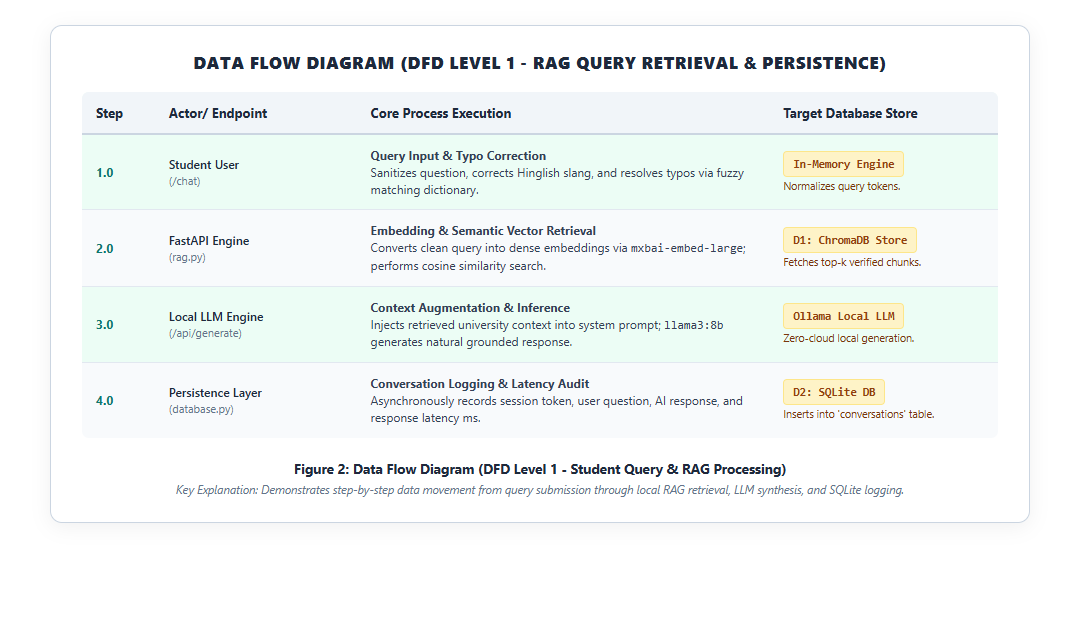 DATA FLOW DIAGRAM (DFD LEVEL 1 - RAG QUERY RETRIEVAL & PERSISTENCE)
Step Actor/ Endpoint Core Process Execution Target Database Store
1.0
Student User
(/chat)
Query Input & Typo Correction
Sanitizes question, corrects Hinglish slang, and resolves typos via fuzzy
matching dictionary.
In-Memory Engine
Normalizes query tokens.
2.0
FastAPI Engine
(rag.py)
Embedding & Semantic Vector Retrieval
Converts clean query into dense embeddings via mxbai-embed-large;
performs cosine similarity search.
D1: ChromaDB Store
Fetches top-k verified chunks.
3.0
Local LLM Engine
(/api/generate)
Context Augmentation & Inference
Injects retrieved university context into system prompt; llama3:8b
generates natural grounded response.
Ollama Local LLM
Zero-cloud local generation.
4.0
Persistence Layer
(database.py)
Conversation Logging & Latency Audit
Asynchronously records session token, user question, AI response, and
response latency ms.
D2: SQLite DB
Inserts into 'conversations' table.
Figure 2: Data Flow Diagram (DFD Level 1 - Student Query & RAG Processing)
Key Explanation: Demonstrates step-by-step data movement from query submission through local RAG retrieval, LLM synthesis, and SQLite logging.